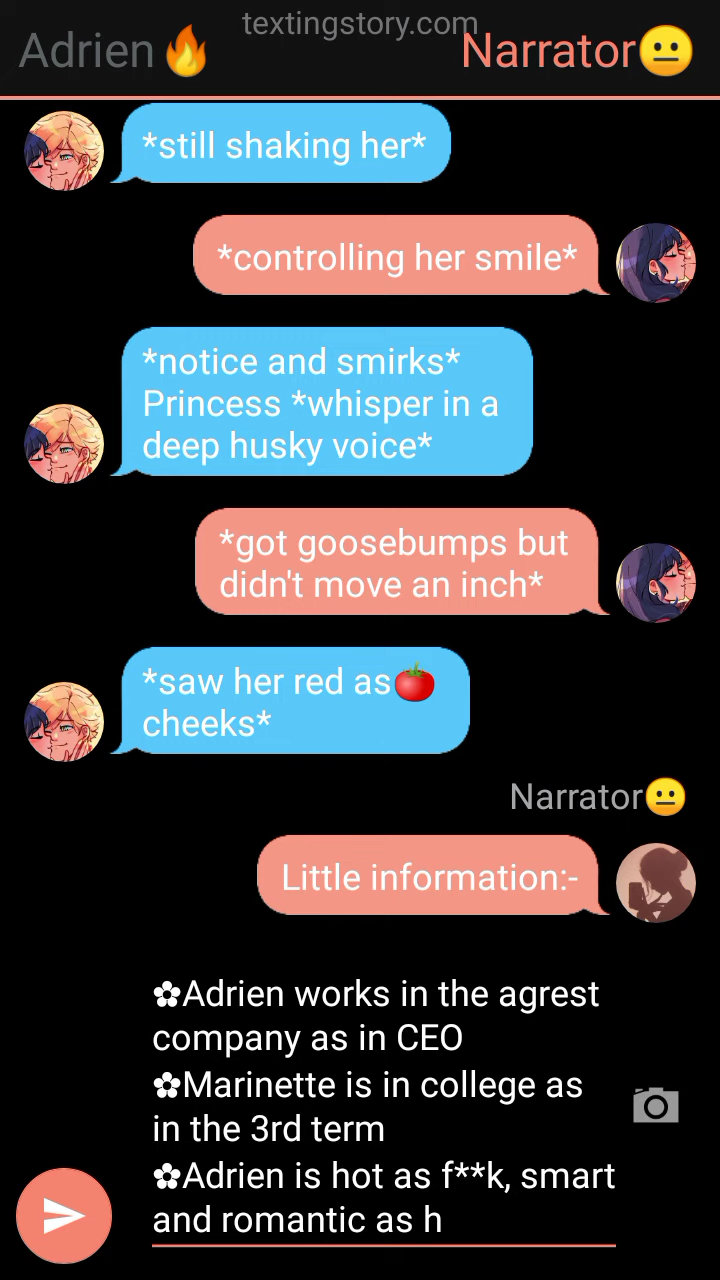 textingstory.com
Adrien🔥
Narrator😐
*still shaking her*
*controlling her smile*
*notice and smirks*
Princess *whisper in a
deep husky voice*
*got goosebumps but
didn't move an inch*
*saw her red as🍅
cheeks*
Narrator😐
Little information:-
✿Adrien works in the agrest
company as in CEO
✿Marinette is in college as
in the 3rd term
✿Adrien is hot as f**k, smart
and romantic as h